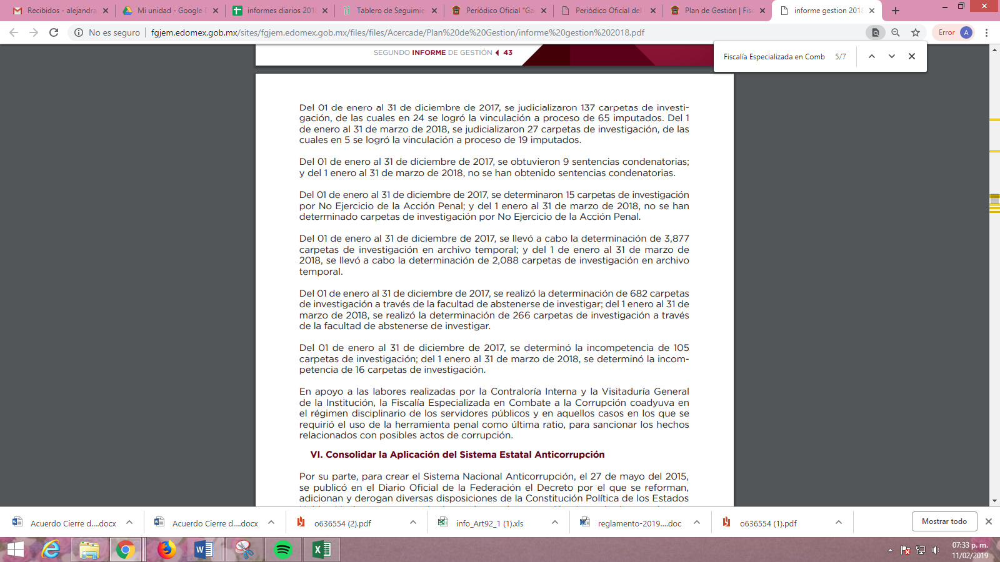 Recibidos - alejandra
Mi unidad - Google
informes diarios 201
Tablero de Seguimie
Periódico Oficial "Ga
Periódico Oficial del
Plan de Gestión | Fis
informe gestion 2018
No es seguro | fgjem.edomex.gob.mx/sites/fgjem.edomex.gob.mx/files/files/Acercade/Plan%20de%20Gestion/informe%20gestion%202018.pdf
Error A
Fiscalía Especializada en Comb 5/7
SEGUNDO INFORME DE GESTIÓN 43
Del 01 de enero al 31 de diciembre de 2017, se judicializaron 137 carpetas de investi-
gación, de las cuales en 24 se logró la vinculación a proceso de 65 imputados. Del 1
de enero al 31 de marzo de 2018, se judicializaron 27 carpetas de investigación, de las
cuales en 5 se logró la vinculación a proceso de 19 imputados.
Del 01 de enero al 31 de diciembre de 2017, se obtuvieron 9 sentencias condenatorias;
y del 1 enero al 31 de marzo de 2018, no se han obtenido sentencias condenatorias.
Del 01 de enero al 31 de diciembre de 2017, se determinaron 15 carpetas de investigación
por No Ejercicio de la Acción Penal; y del 1 enero al 31 de marzo de 2018, no se han
determinado carpetas de investigación por No Ejercicio de la Acción Penal.
Del 01 de enero al 31 de diciembre de 2017, se llevó a cabo la determinación de 3,877
carpetas de investigación en archivo temporal; y del 1 de enero al 31 de marzo de
2018, se llevó a cabo la determinación de 2,088 carpetas de investigación en archivo
temporal.
Del 01 de enero al 31 de diciembre de 2017, se realizó la determinación de 682 carpetas
de investigación a través de la facultad de abstenerse de investigar; del 1 enero al 31 de
marzo de 2018, se realizó la determinación de 266 carpetas de investigación a través
de la facultad de abstenerse de investigar.
Del 01 de enero al 31 de diciembre de 2017, se determinó la incompetencia de 105
carpetas de investigación; del 1 enero al 31 de marzo de 2018, se determinó la incom-
petencia de 16 carpetas de investigación.
En apoyo a las labores realizadas por la Contraloría Interna y la Visitaduría General
de la Institución, la Fiscalía Especializada en Combate a la Corrupción coadyuva en
el régimen disciplinario de los servidores públicos y en aquellos casos en los que se
requirió el uso de la herramienta penal como última ratio, para sancionar los hechos
relacionados con posibles actos de corrupción.
VI. Consolidar la Aplicación del Sistema Estatal Anticorrupción
Por su parte, para crear el Sistema Nacional Anticorrupción, el 27 de mayo del 2015,
se publicó en el Diario Oficial de la Federación el Decreto por el que se reforman,
adicionan y derogan diversas disposiciones de la Constitución Política de los Estados
Acuerdo Cierre d....docx
Acuerdo Cierre d....docx
o636554 (2).pdf
info_Art92_1 (1).xls
reglamento-2019....doc
o636554 (1).pdf
Mostrar todo
07:33 p. m.
11/02/2019